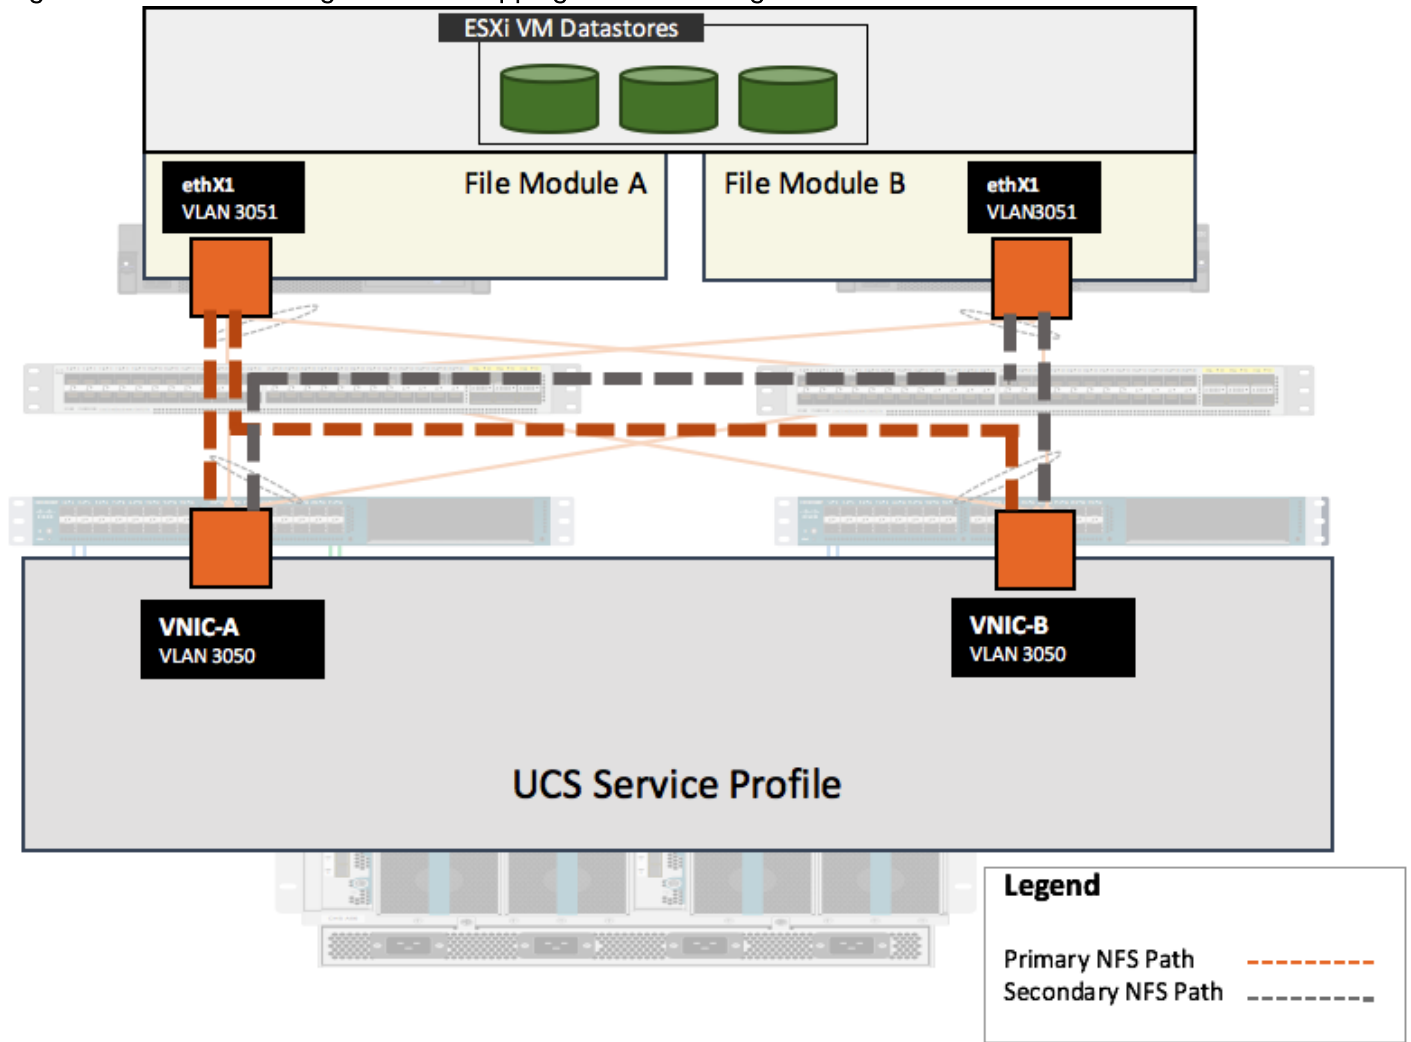 ESXi VM Datastores
ethX1
VLAN 3051
File Module A
File Module B
ethX1
VLAN3051
VNIC-A
VLAN 3050
VNIC-B
VLAN 3050
UCS Service Profile
Legend
Primary NFS Path
Secondary NFS Path